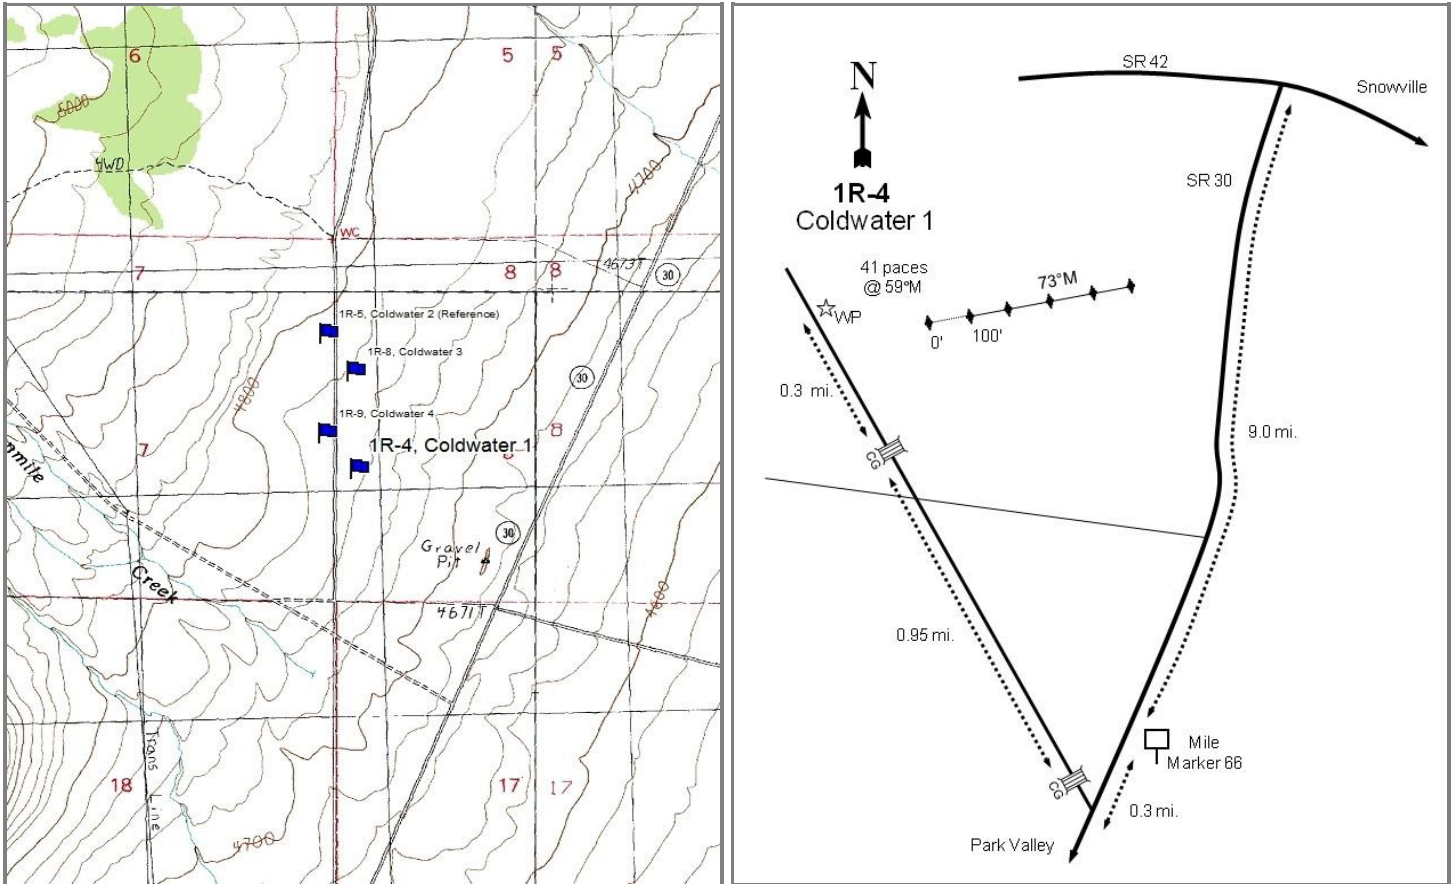 6
5
5
5000
4WD
4700
WC
7
8
8
4673T
30
1R-5, Coldwater 2 (Reference)
1R-8, Coldwater 3
30
4800
1R-9, Coldwater 4
7
1R-4, Coldwater 1
8
mmile
30
Gravel
Pit
Creek
4671T
4600
Trans
Line
18
17
17
4700
SR 42
Snowville
N
SR 30
1R-4
Coldwater 1
41 paces
@ 59°M
73°M
WP
0'
100'
0.3 mi.
9.0 mi.
CG
0.95 mi.
Mile
Marker 66
CG
0.3 mi.
Park Valley